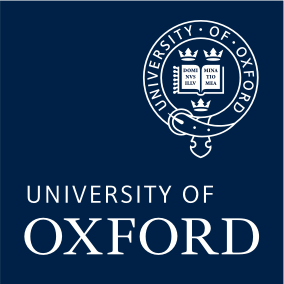 UNIVERSITY · OF · OXFORD
DOMI MINA
NVS TIO
ILLV MEA
UNIVERSITY OF
OXFORD